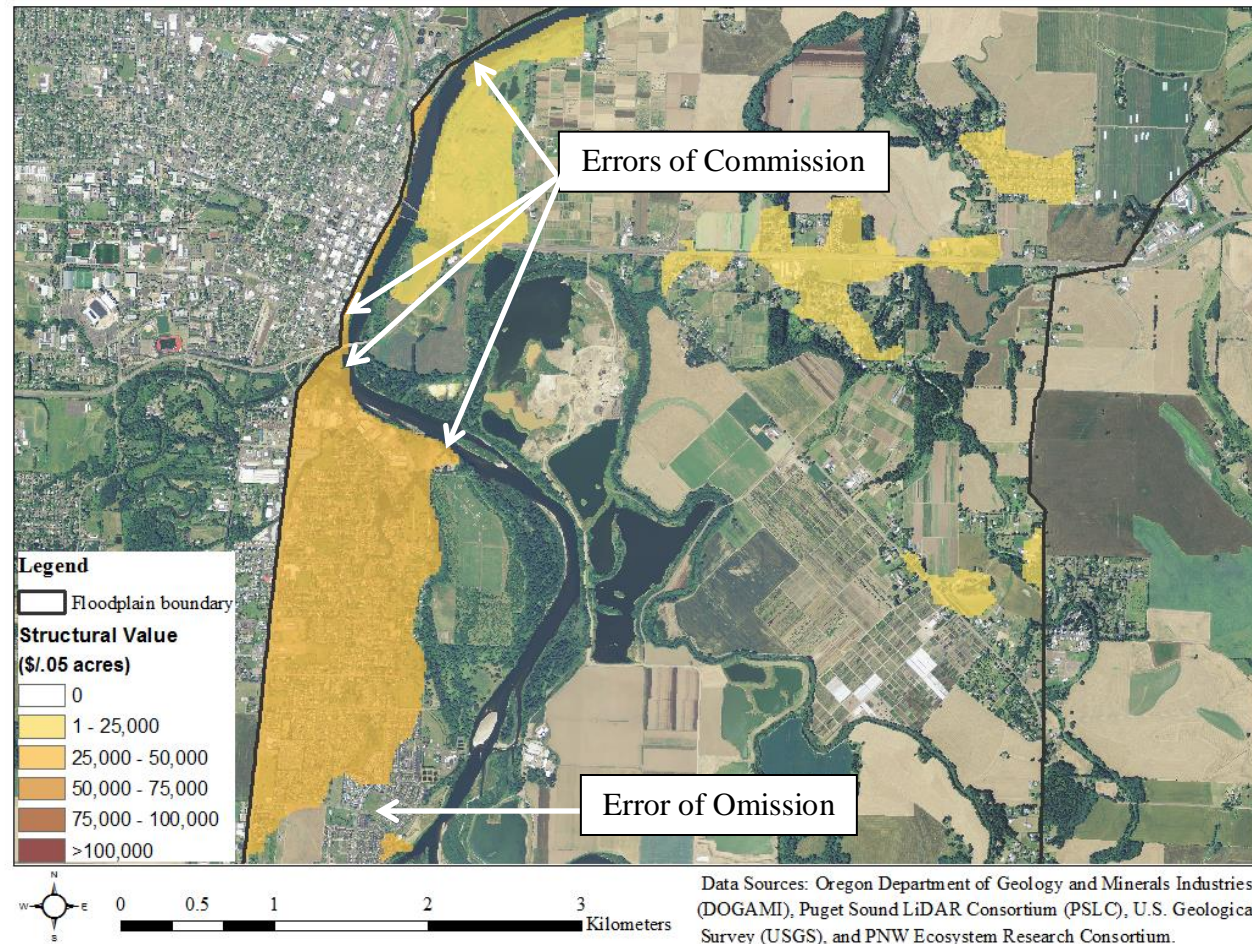 Errors of Commission
Error of Omission
Legend
Floodplain boundary
Structural Value
($/.05 acres)
0
1 - 25,000
25,000 - 50,000
50,000 - 75,000
75,000 - 100,000
>100,000
N
W E
S
0 0.5 1 2 3
Kilometers
Data Sources: Oregon Department of Geology and Minerals Industries
(DOGAMI), Puget Sound LiDAR Consortium (PSLC), U.S. Geologica
Survey (USGS), and PNW Ecosystem Research Consortium.